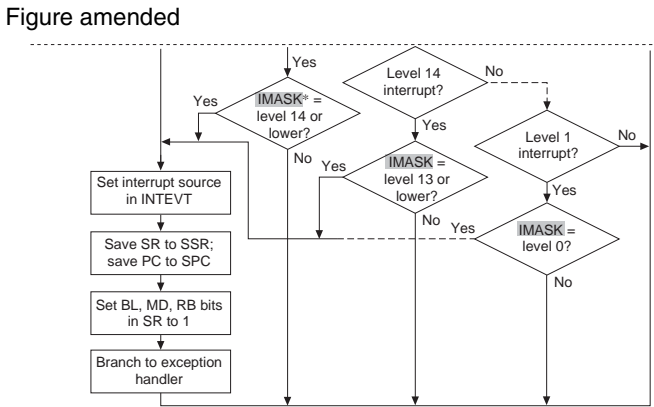 Figure amended
Yes
Level 14
interrupt?
No
Yes
IMASK* =
level 14 or
lower?
No
Yes
Level 1
interrupt?
No
Yes
IMASK =
level 13 or
lower?
No
Yes
Set interrupt source
in INTEVT
Yes
IMASK =
level 0?
No
Save SR to SSR;
save PC to SPC
Set BL, MD, RB bits
in SR to 1
Branch to exception
handler